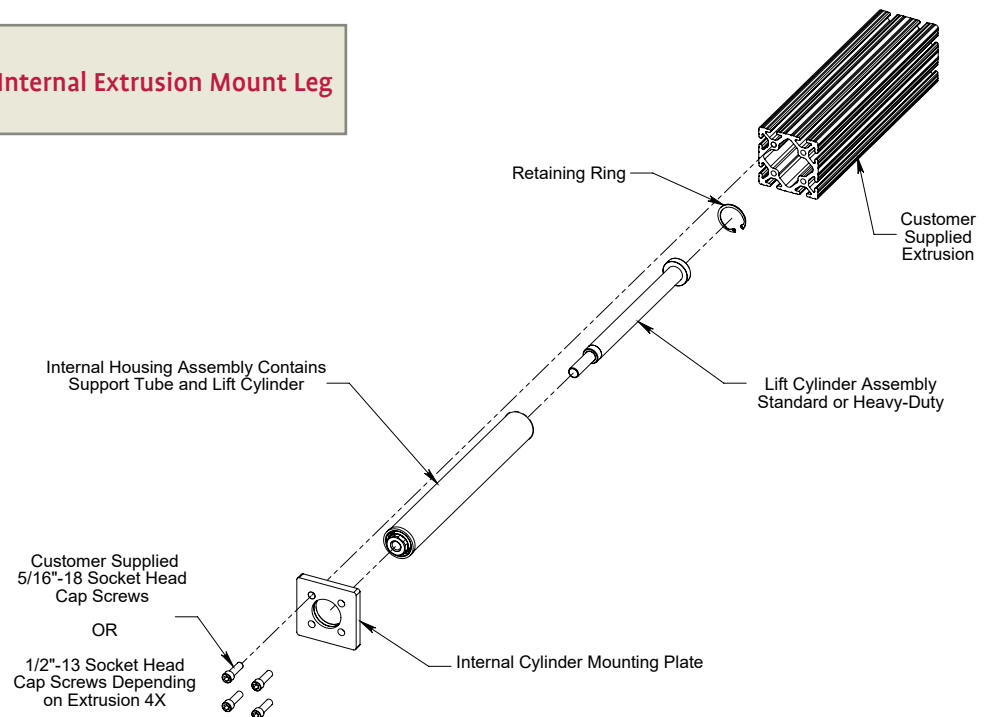 Internal Extrusion Mount Leg
Retaining Ring
Customer
Supplied
Extrusion
Internal Housing Assembly Contains
Support Tube and Lift Cylinder
Lift Cylinder Assembly
Standard or Heavy-Duty
Customer Supplied
5/16"-18 Socket Head
Cap Screws
OR
1/2"-13 Socket Head
Cap Screws Depending
on Extrusion 4X
Internal Cylinder Mounting Plate